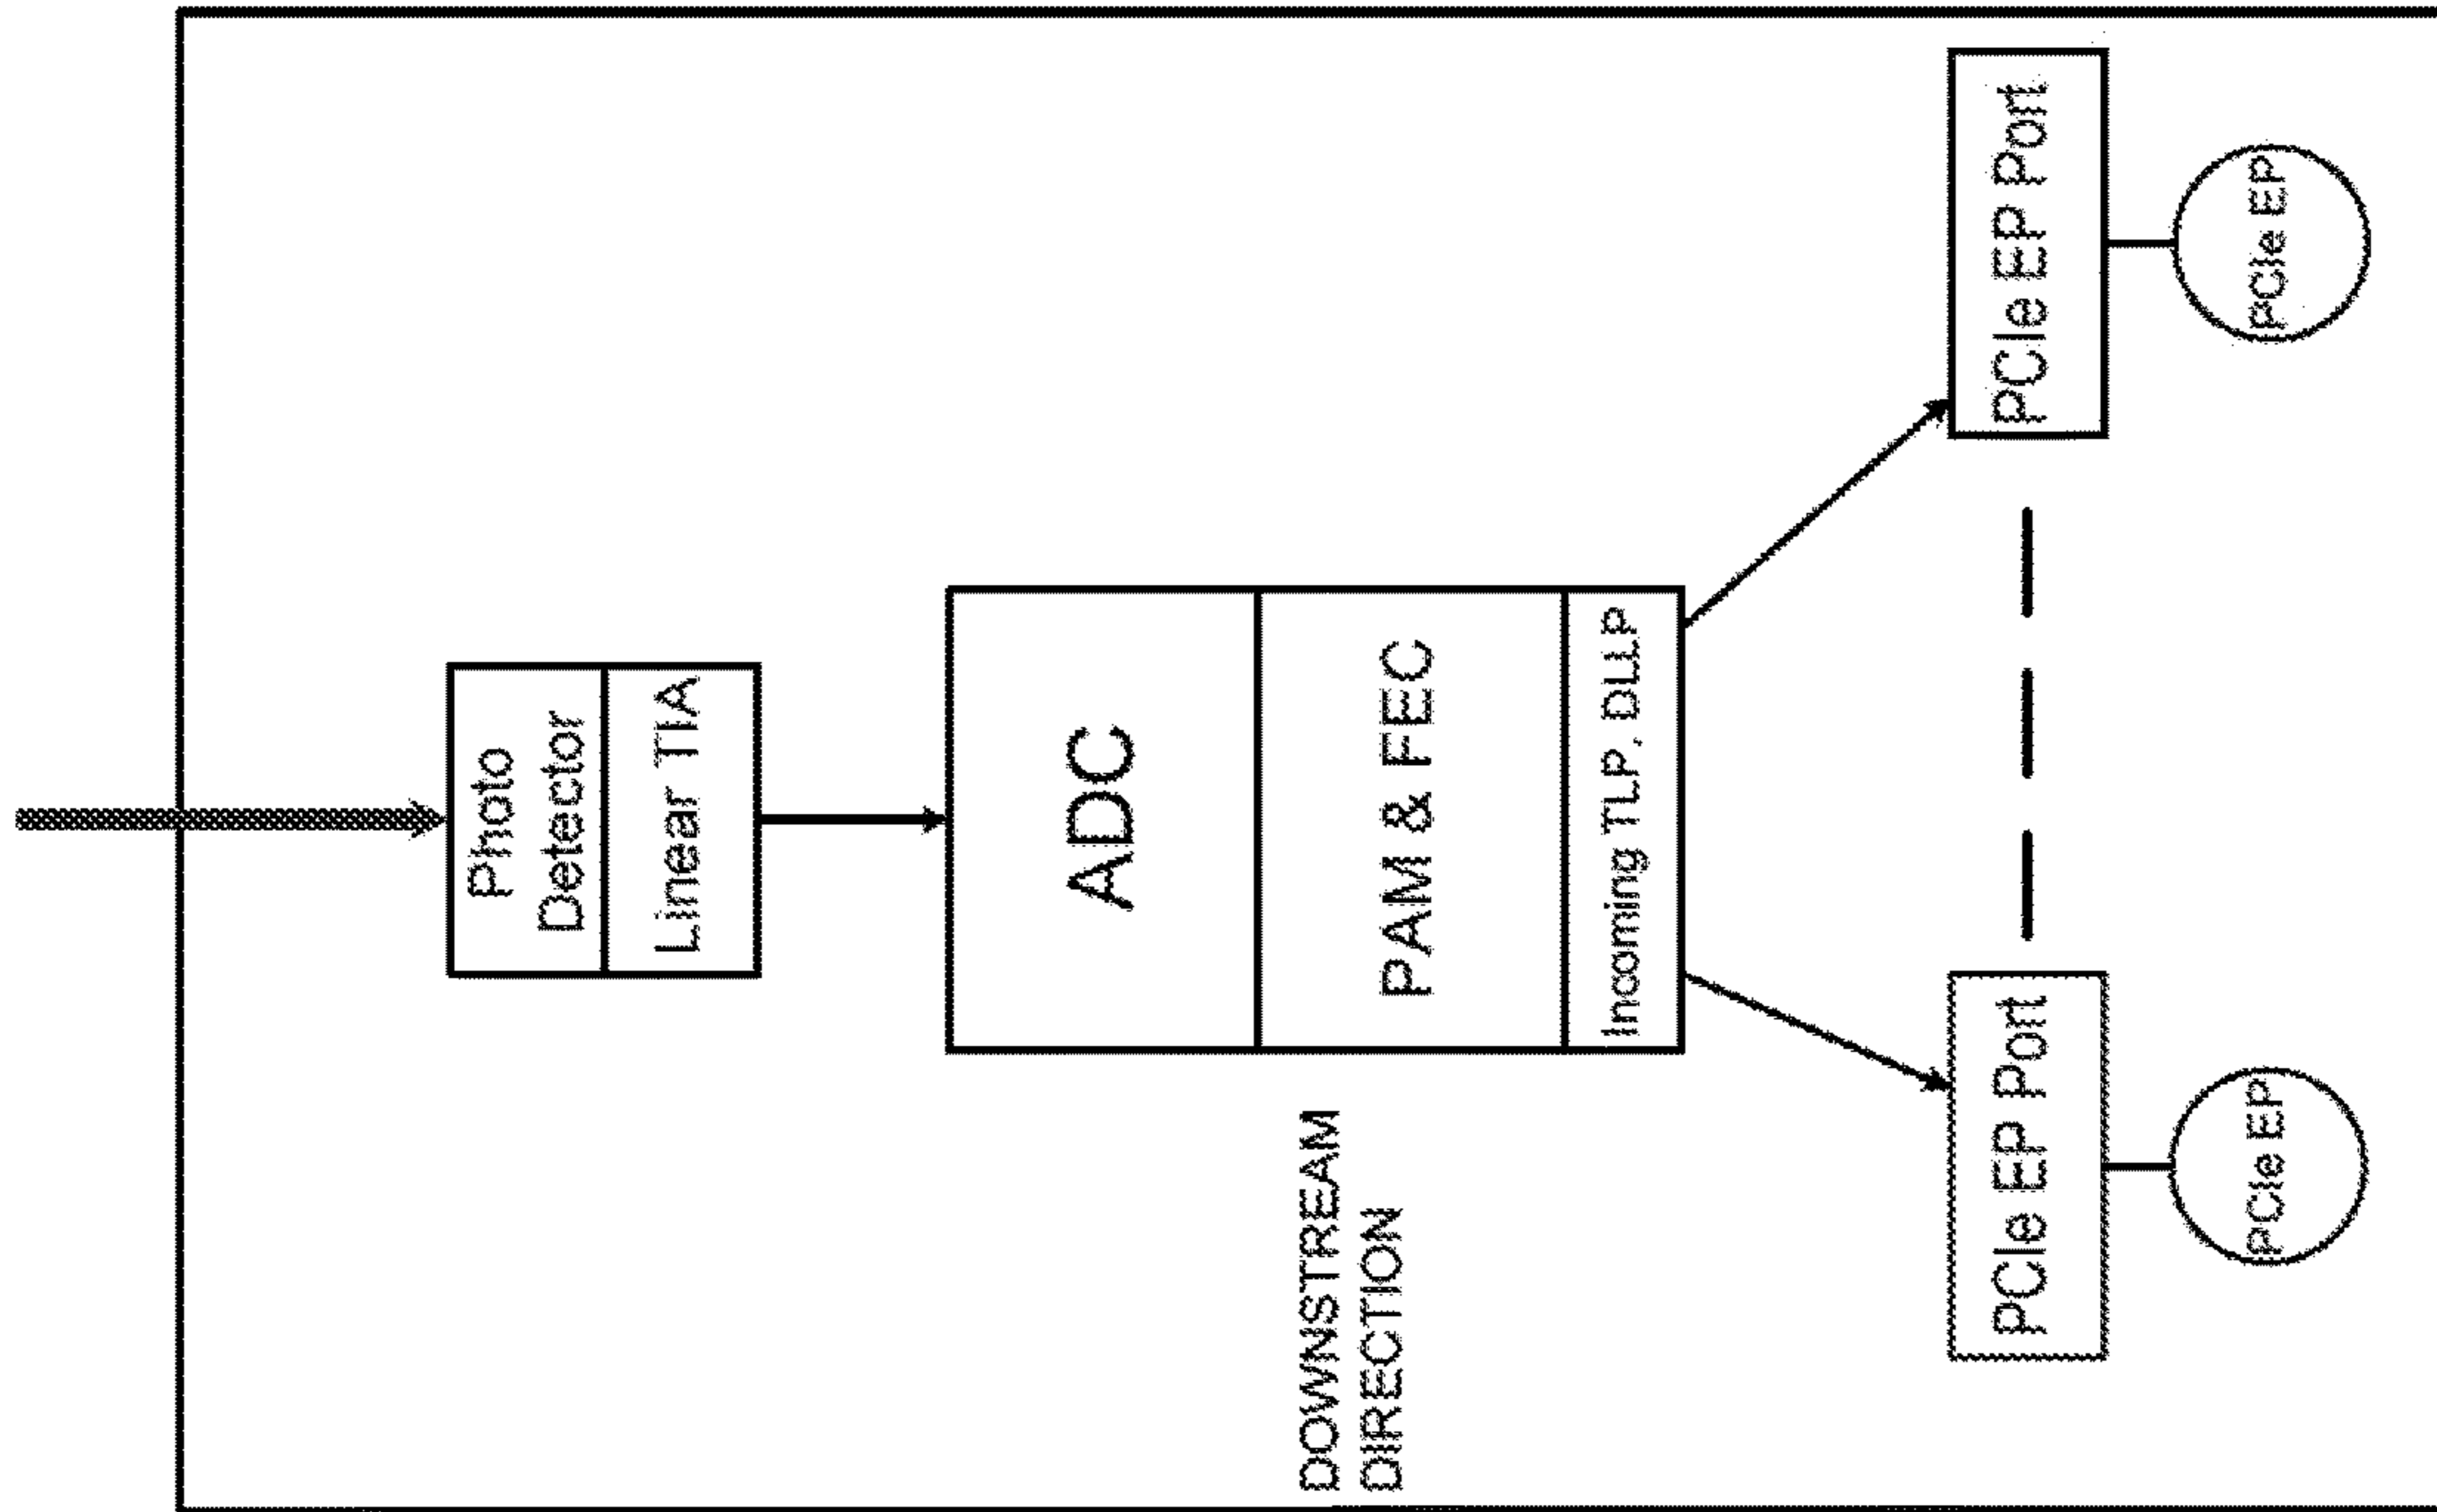 Photo
Detector
Linear TIA
ADC
PAM & FEC
Incoming TLP, DLLP
DOWNSTREAM
DIRECTION
PCIe EP Port
PCIe EP Port
PCIe EP
PCIe EP